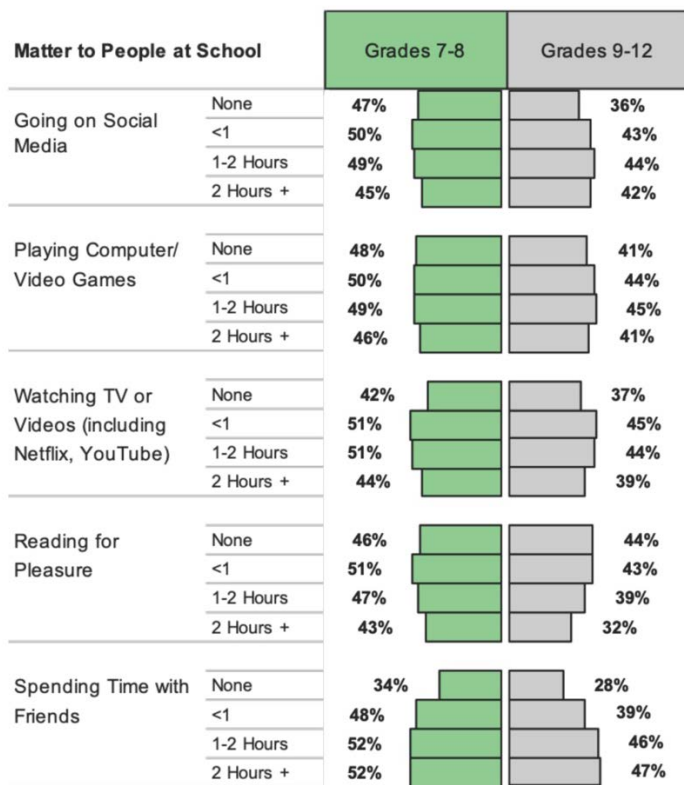 Matter to People at School Grades 7-8 Grades 9-12
Going on Social
Media
None 47% 36%
<1 50% 43%
1-2 Hours 49% 44%
2 Hours + 45% 42%
Playing Computer/
Video Games
None 48% 41%
<1 50% 44%
1-2 Hours 49% 45%
2 Hours + 46% 41%
Watching TV or
Videos (including
Netflix, YouTube)
None 42% 37%
<1 51% 45%
1-2 Hours 51% 44%
2 Hours + 44% 39%
Reading for
Pleasure
None 46% 44%
<1 51% 43%
1-2 Hours 47% 39%
2 Hours + 43% 32%
Spending Time with
Friends
None 34% 28%
<1 48% 39%
1-2 Hours 52% 46%
2 Hours + 52% 47%